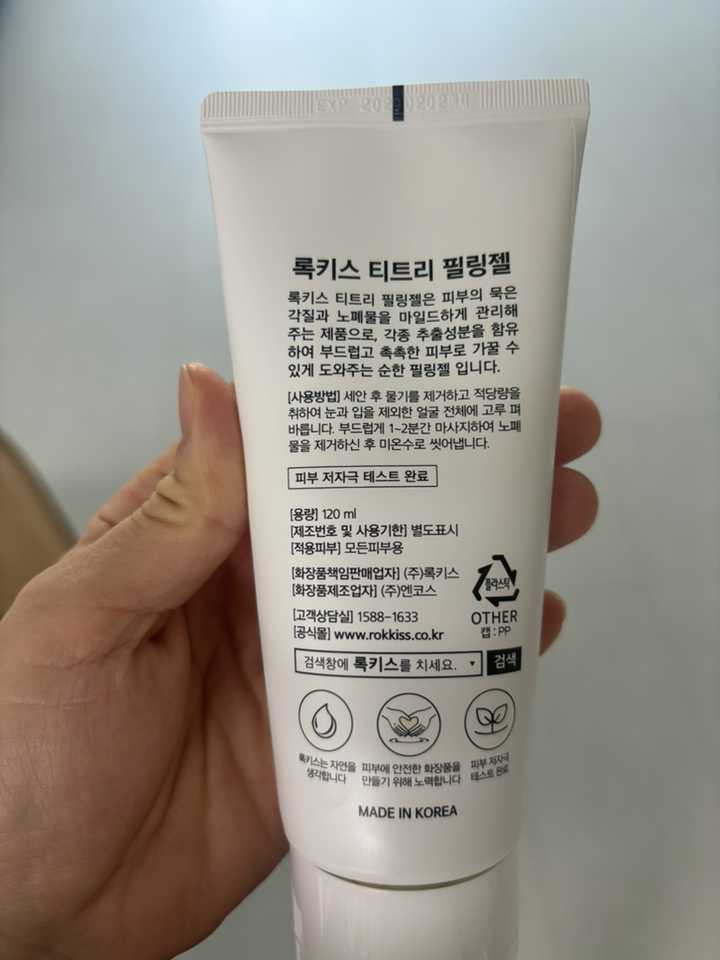 EXP
록키스 티트리 필링젤
록키스 티트리 필링젤은 피부의 묵은
각질과 노폐물을 마일드하게 관리해
주는 제품으로, 각종 추출성분을 함유
하여 부드럽고 촉촉한 피부로 가꿀 수
있게 도와주는 순한 필링젤 입니다.
[사용방법] 세안 후 물기를 제거하고 적당량을
취하여 눈과 입을 제외한 얼굴 전체에 고루 펴
바릅니다. 부드럽게 1~2분간 마사지하여 노폐
물을 제거하신 후 미온수로 씻어냅니다.
피부 저자극 테스트 완료
[용량] 120 ml
[제조번호 및 사용기한] 별도표시
[적용피부] 모든피부용
[화장품책임판매업자] (주)록키스
[화장품제조업자] (주)엔코스
플라스틱
OTHER
캡 : PP
[고객상담실] 1588-1633
[공식몰] www.rokkiss.co.kr
검색창에 록키스를 치세요. ▼ 검색
록키스는 자연을
생각합니다
피부에 안전한 화장품을
만들기 위해 노력합니다
피부 저자극
테스트 완료
MADE IN KOREA